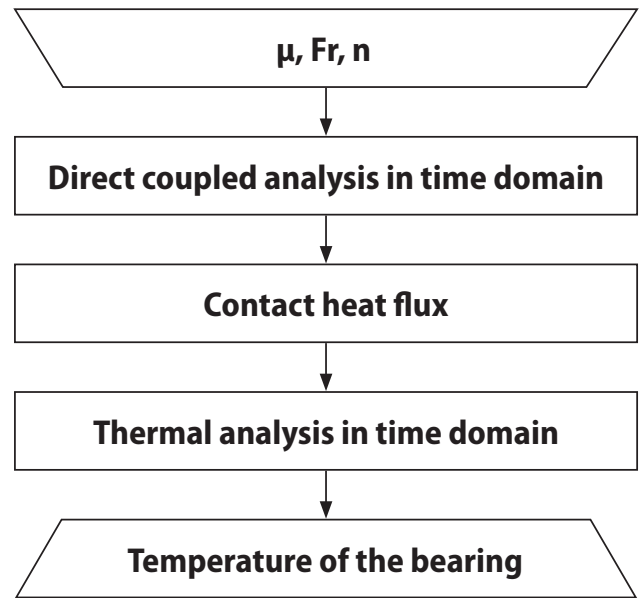 μ, Fr, n
Direct coupled analysis in time domain
Contact heat flux
Thermal analysis in time domain
Temperature of the bearing